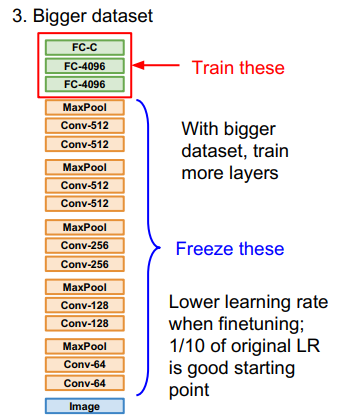 3. Bigger dataset
FC-C
FC-4096
FC-4096
Train these
MaxPool
Conv-512
Conv-512
MaxPool
Conv-512
Conv-512
MaxPool
Conv-256
Conv-256
MaxPool
Conv-128
Conv-128
MaxPool
Conv-64
Conv-64
Image
With bigger
dataset, train
more layers
Freeze these
Lower learning rate
when finetuning;
1/10 of original LR
is good starting
point